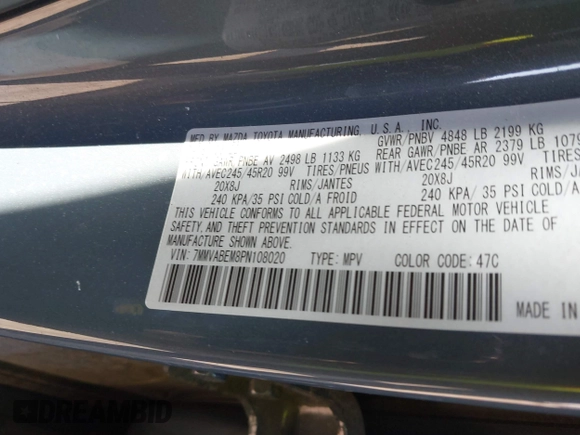 MFD BY MAZDA TOYOTA MANUFACTURING, U.S.A., INC.
GVWR/PNBV 4848 LB 2199 KG
GAWR/PNBE AV 2498 LB 1133 KG REAR GAWR/PNBE AR 2379 LB 1079
WITH/AVEC245/45R20 99V TIRES/PNEUS WITH/AVEC245/45R20 99V TIRES/
20X8J RIMS/JANTES 20X8J RIMS/
240 KPA/35 PSI COLD/A FROID 240 KPA/ 35 PSI COLD/A
THIS VEHICLE CONFORMS TO ALL APPLICABLE FEDERAL MOTOR VEHICLE
SAFETY, AND THEFT PREVENTION STANDARDS IN EFFECT ON THE DATE OF
MANUFACTURE SHOWN ABOVE.
VIN: 7MMVABEM8PN108020 TYPE: MPV COLOR CODE: 47C
MADE IN
DREAMBID